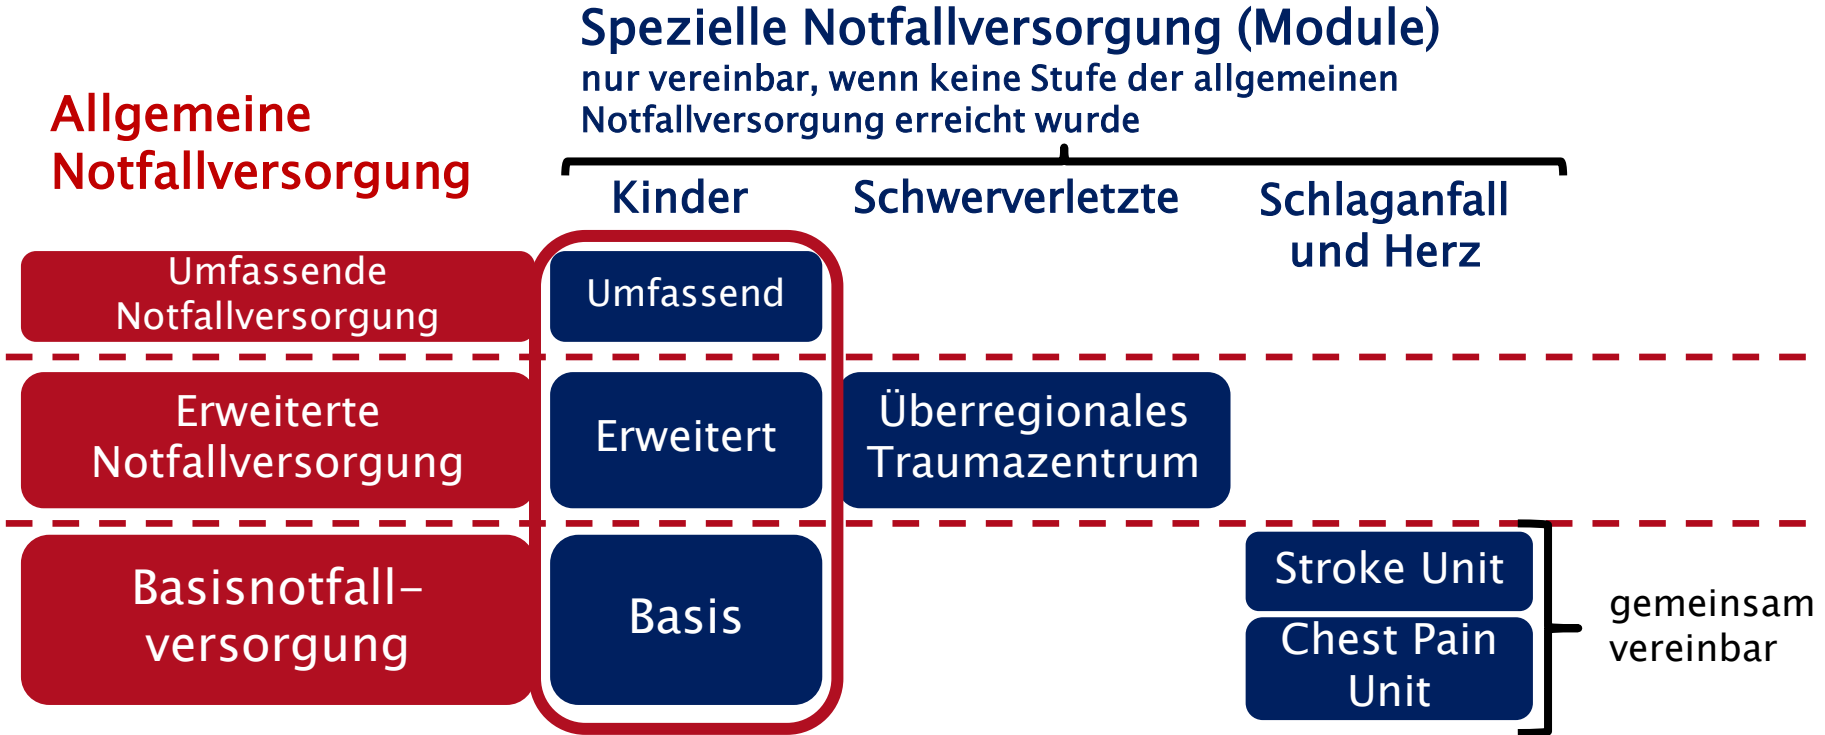 Spezielle Notfallversorgung (Module)
nur vereinbar, wenn keine Stufe der allgemeinen
Notfallversorgung erreicht wurde
Allgemeine
Notfallversorgung
Kinder
Schwerverletzte
Schlaganfall
und Herz
Umfassende
Notfallversorgung
Umfassend
Erweiterte
Notfallversorgung
Erweitert
Überregionales
Traumazentrum
Basisnotfall-
versorgung
Basis
Stroke Unit
Chest Pain
Unit
gemeinsam
vereinbar